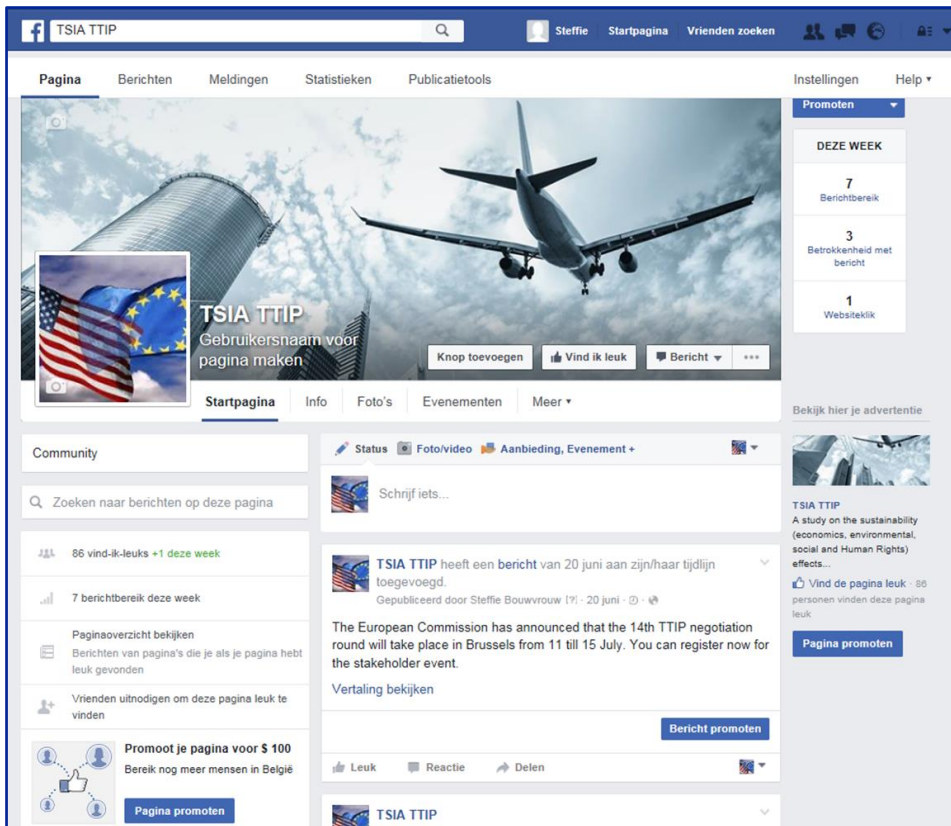 TSIA TTIP
Steffie Startpagina Vrienden zoeken
Pagina Berichten Meldingen Statistieken Publicatietools Instellingen Help
Promoten
DEZE WEEK
7
Berichtbereik
3
Betrokkenheid met
bericht
1
Websiteklik
TSIA TTIP
Gebruikersnaam voor
pagina maken
Knop toevoegen Vind ik leuk Bericht
Startpagina Info Foto's Evenementen Meer
Bekijk hier je advertentie
TSIA TTIP
A study on the sustainability
(economics, environmental,
social and Human Rights)
effects...
Vind de pagina leuk · 86
personen vinden deze pagina
leuk
Pagina promoten
Community
Zoeken naar berichten op deze pagina
86 vind-ik-leuks +1 deze week
7 berichtbereik deze week
Paginaoverzicht bekijken
Berichten van pagina's die je als je pagina hebt
leuk gevonden
Vrienden uitnodigen om deze pagina leuk te
vinden
Promoot je pagina voor $ 100
Bereik nog meer mensen in België
Pagina promoten
Status Foto/video Aanbieding, Evenement +
Schrijf iets...
TSIA TTIP heeft een bericht van 20 juni aan zijn/haar tijdlijn
toegevoegd.
Gepubliceerd door Steffie Bouwvrouw [?] · 20 juni ·
The European Commission has announced that the 14th TTIP negotiation
round will take place in Brussels from 11 till 15 July. You can register now for
the stakeholder event.
Vertaling bekijken
Bericht promoten
Leuk Reactie Delen
TSIA TTIP